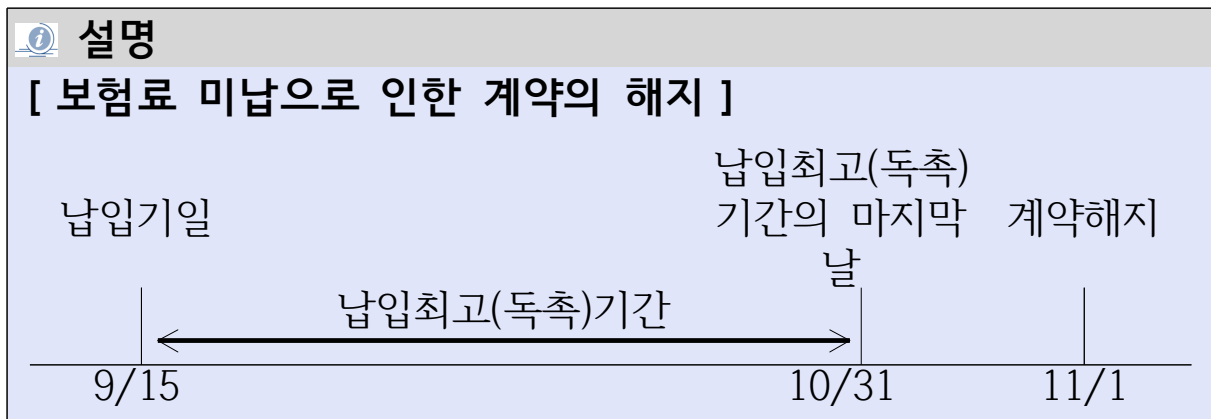 설명
[ 보험료 미납으로 인한 계약의 해지 ]
납입최고(독촉)
납입기일 기간의 마지막 계약해지
날
납입최고(독촉)기간
9/15 10/31 11/1